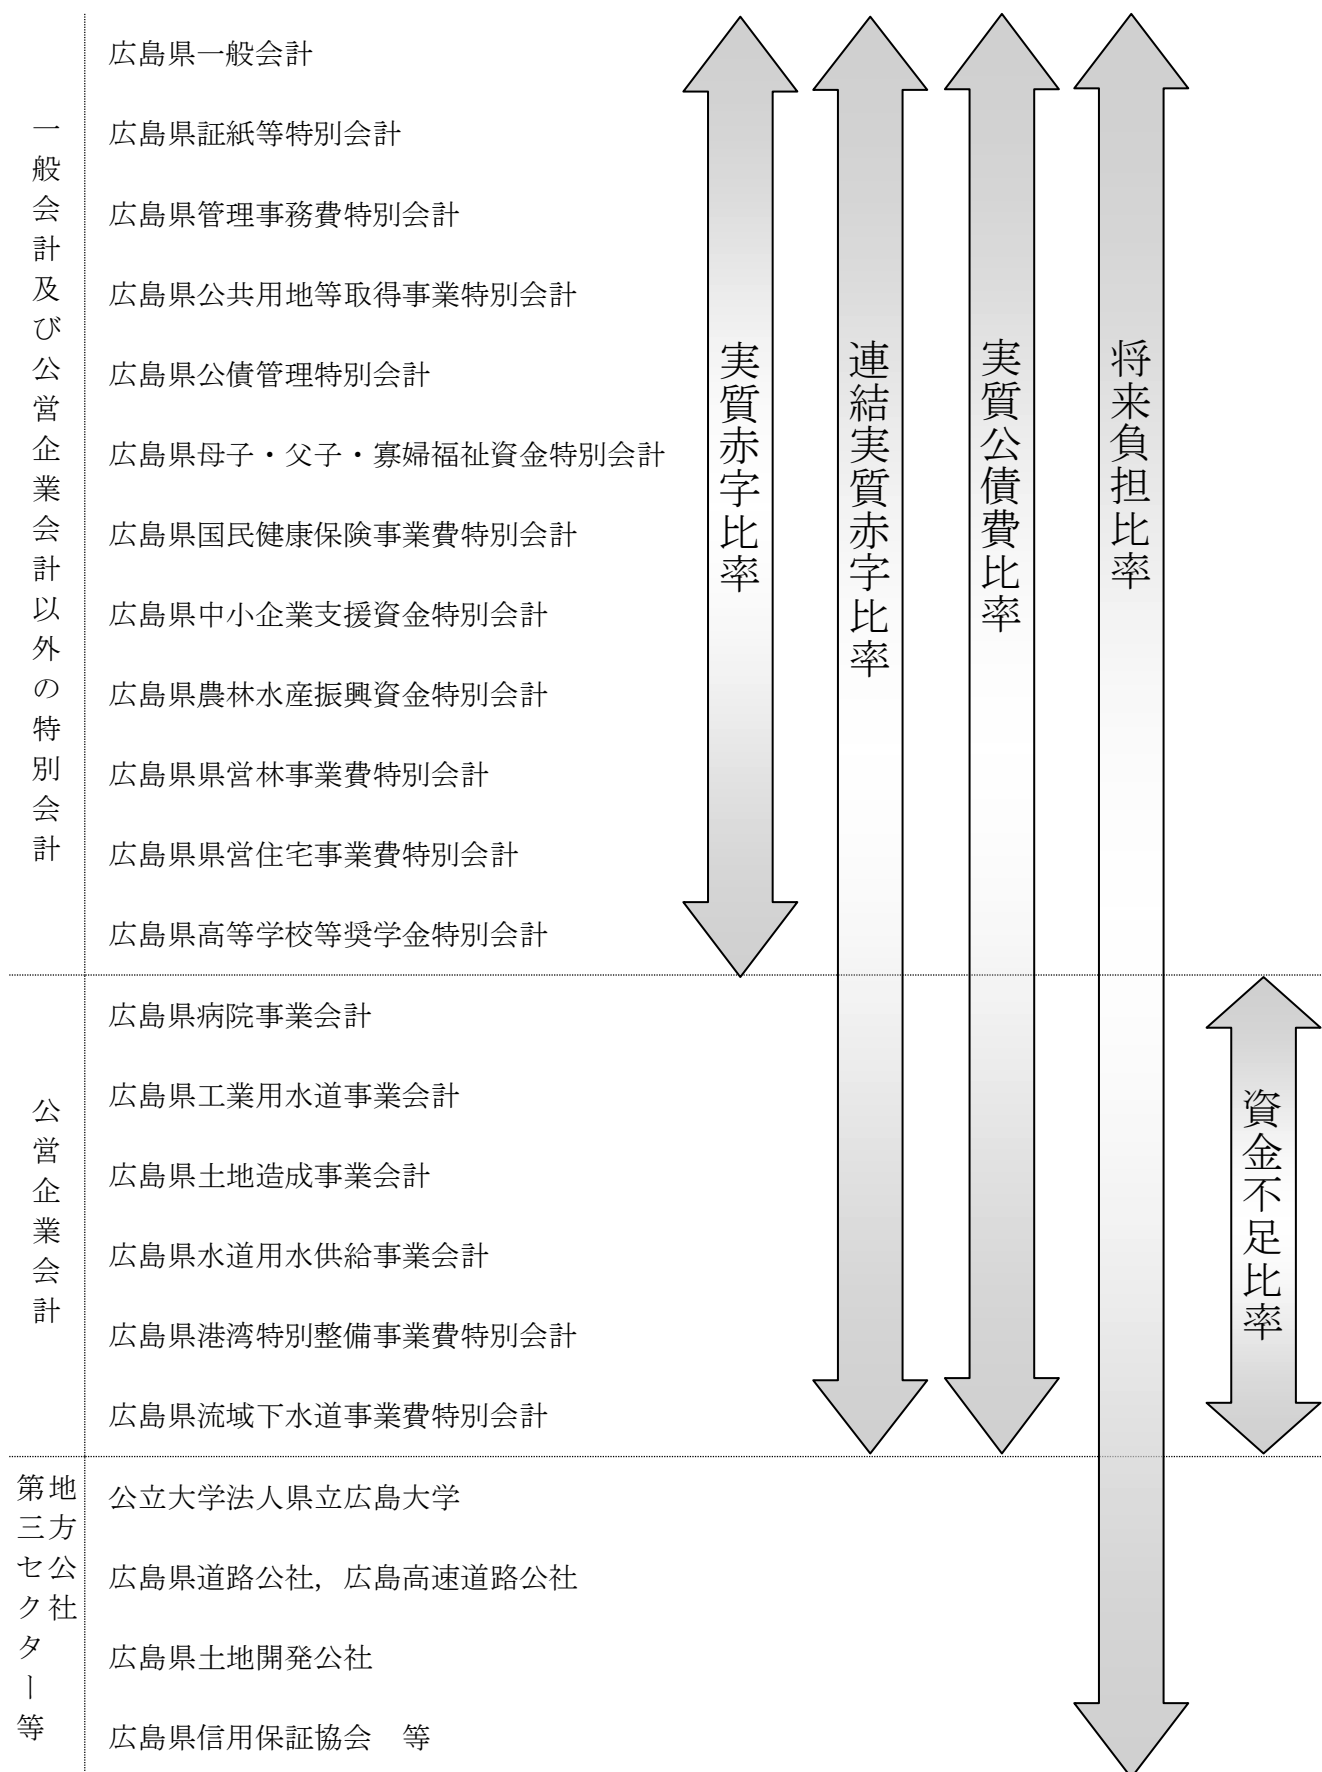 一般会計及び公営企業会計以外の特別会計
広島県一般会計
広島県証紙等特別会計
広島県管理事務費特別会計
広島県公共用地等取得事業特別会計
広島県公債管理特別会計
広島県母子・父子・寡婦福祉資金特別会計
広島県国民健康保険事業費特別会計
広島県中小企業支援資金特別会計
広島県農林水産振興資金特別会計
広島県県営林事業費特別会計
広島県県営住宅事業費特別会計
広島県高等学校等奨学金特別会計
実質赤字比率
連結実質赤字比率
実質公債費比率
将来負担比率
公営企業会計
広島県病院事業会計
広島県工業用水道事業会計
広島県土地造成事業会計
広島県水道用水供給事業会計
広島県港湾特別整備事業費特別会計
広島県流域下水道事業費特別会計
資金不足比率
地方公社
第三セクター等
公立大学法人県立広島大学
広島県道路公社，広島高速道路公社
広島県土地開発公社
広島県信用保証協会　等